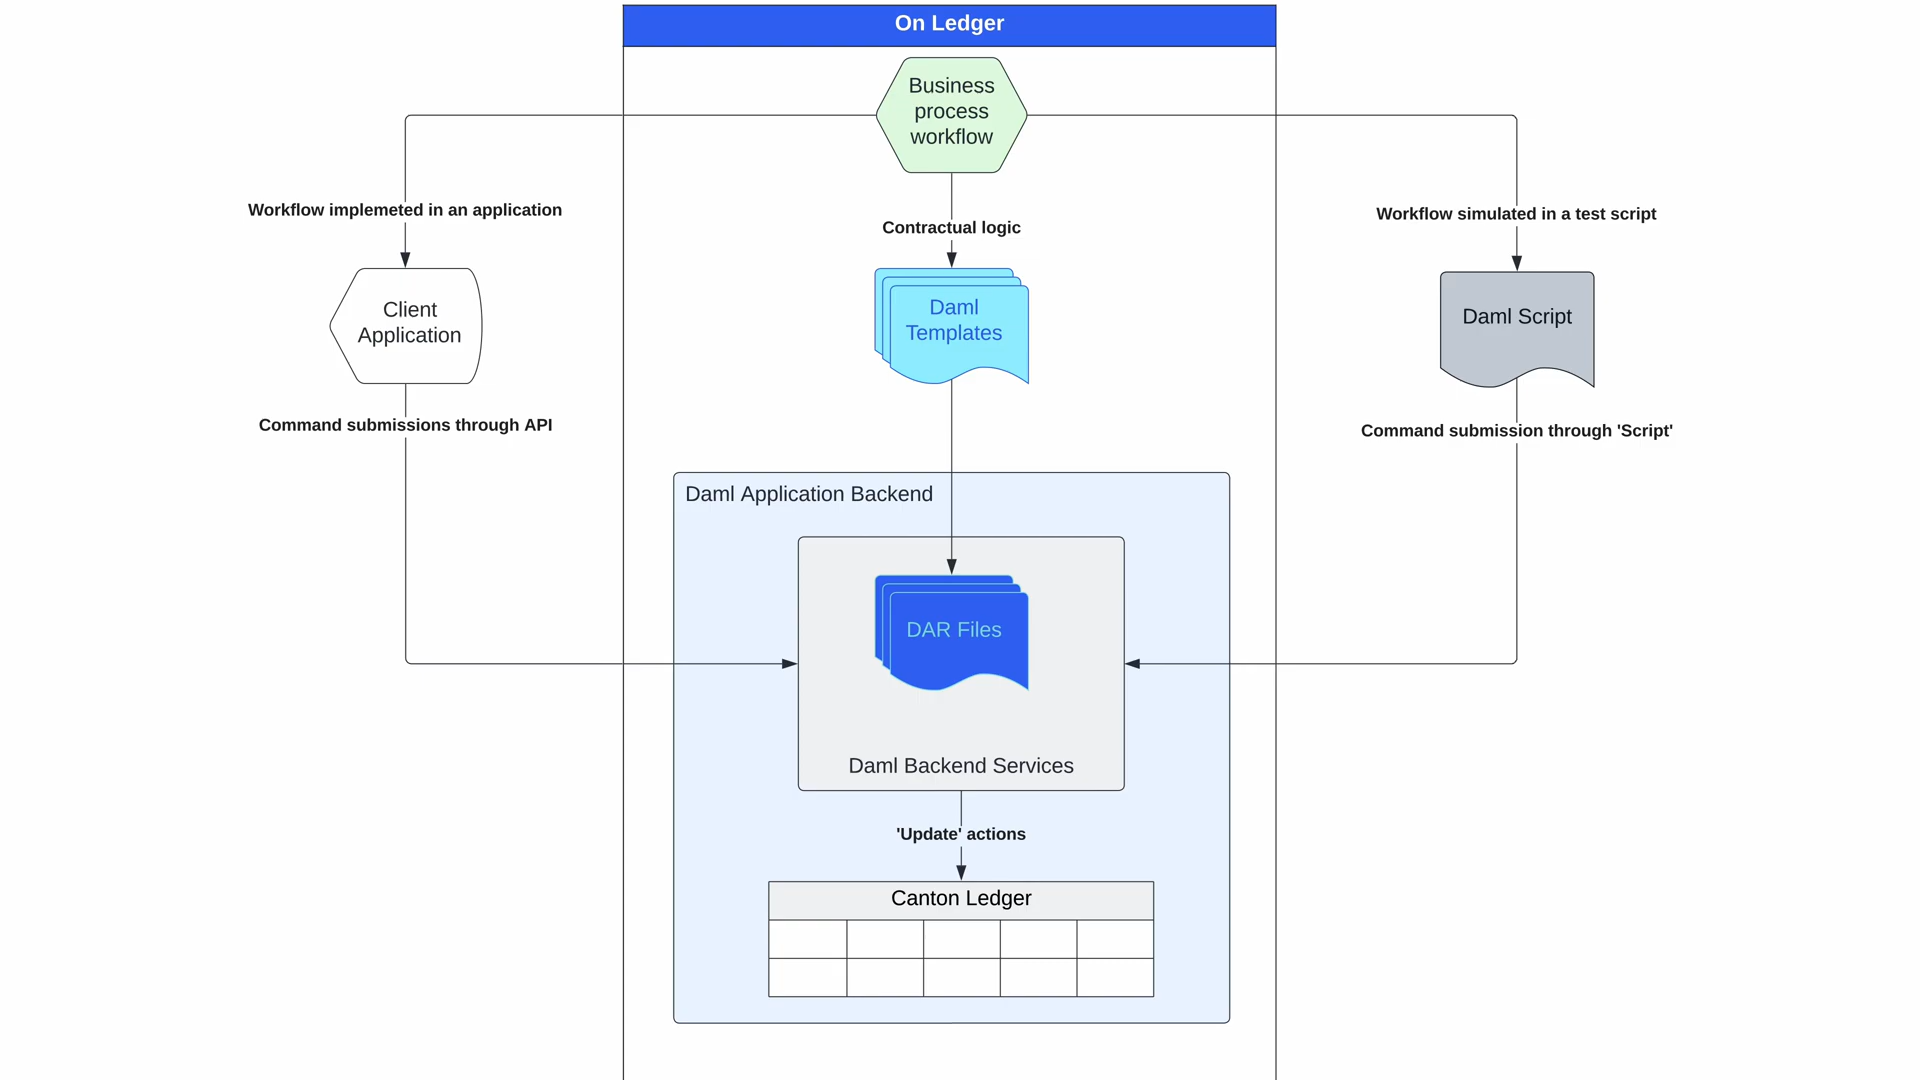 On Ledger
Business
process
workflow
Workflow implemeted in an application
Contractual logic
Workflow simulated in a test script
Client
Application
Daml
Templates
Daml Script
Command submissions through API
Command submission through 'Script'
Daml Application Backend
DAR Files
Daml Backend Services
'Update' actions
Canton Ledger